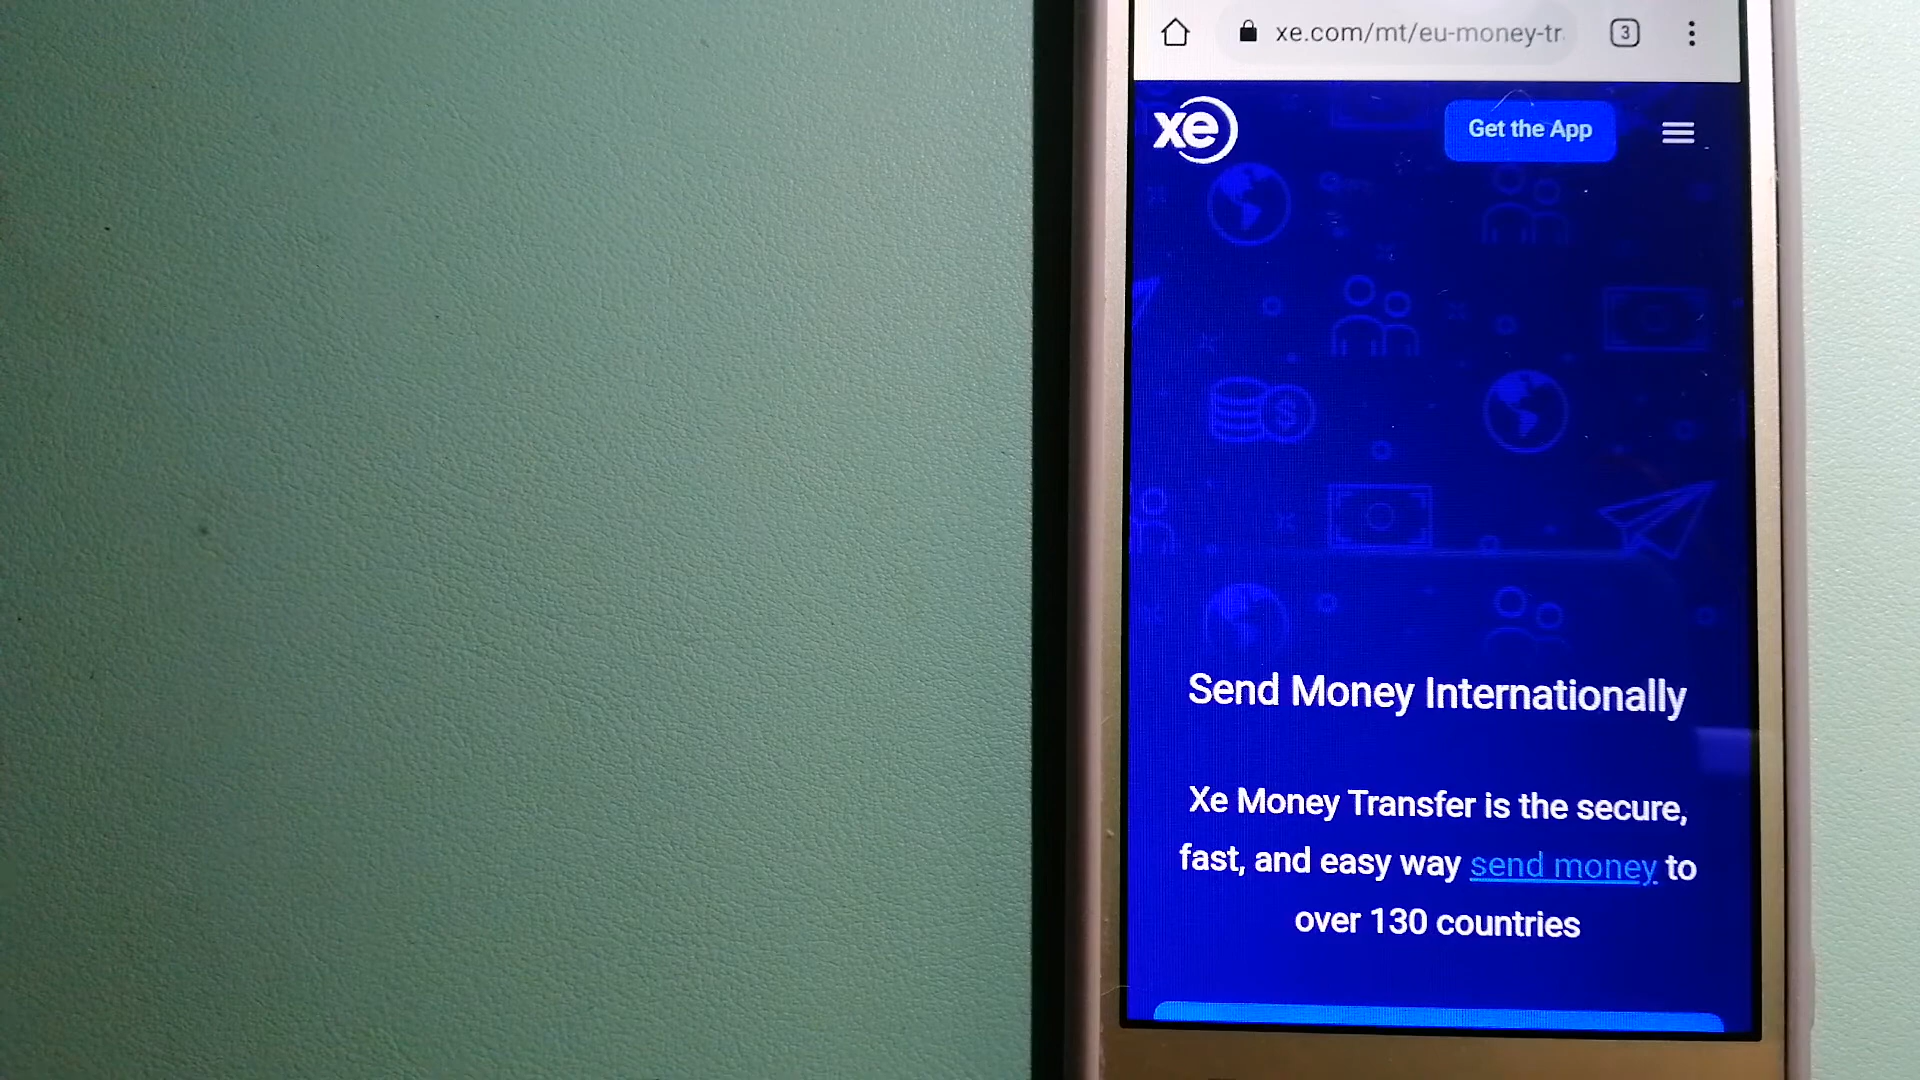 xe.com/mt/eu-money-tr
3
xe
Get the App
Send Money Internationally
Xe Money Transfer is the secure,
fast, and easy way send money to
over 130 countries